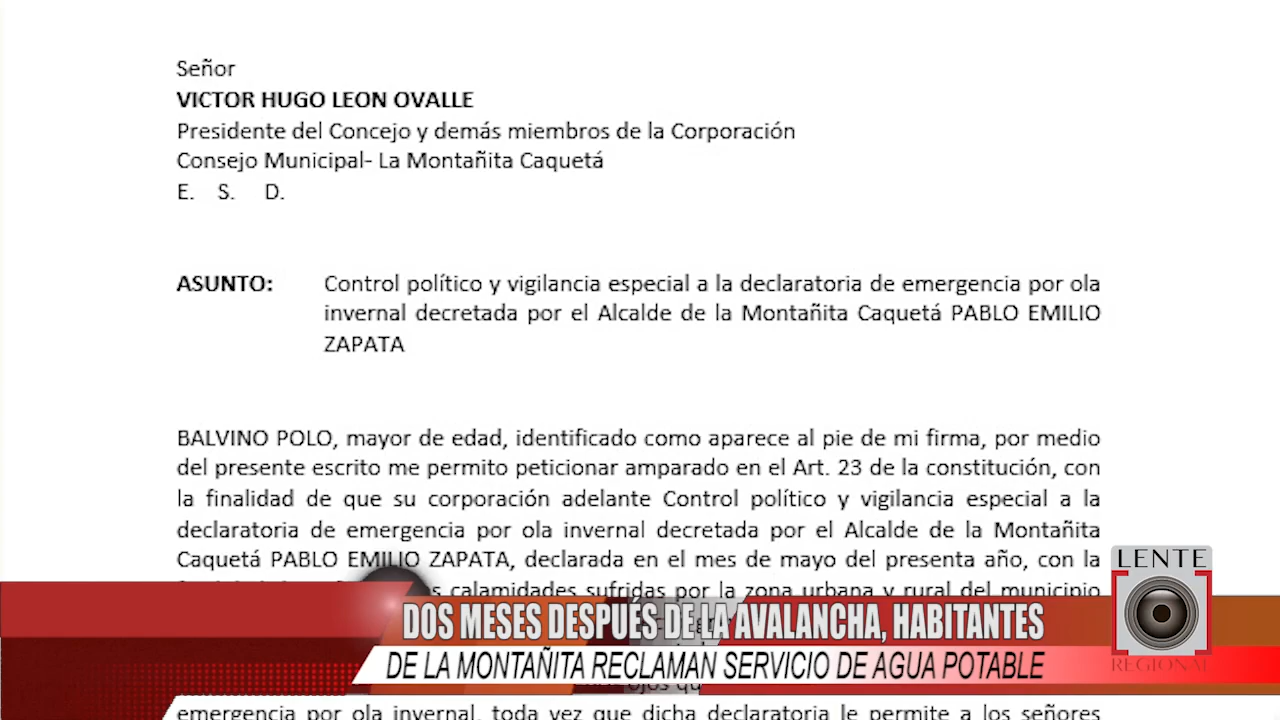 Señor
VICTOR HUGO LEON OVALLE
Presidente del Concejo y demás miembros de la Corporación
Consejo Municipal- La Montañita Caquetá
E. S. D.
ASUNTO: Control político y vigilancia especial a la declaratoria de emergencia por ola
invernal decretada por el Alcalde de la Montañita Caquetá PABLO EMILIO
ZAPATA
BALVINO POLO, mayor de edad, identificado como aparece al pie de mi firma, por medio
del presente escrito me permito peticionar amparado en el Art. 23 de la constitución, con
la finalidad de que su corporación adelante Control político y vigilancia especial a la
declaratoria de emergencia por ola invernal decretada por el Alcalde de la Montañita
Caquetá PABLO EMILIO ZAPATA, declarada en el mes de mayo del presenta año, con la
calamidades sufridas por la zona urbana y rural del municipio
LENTE
REGIONAL
DOS MESES DESPUÉS DE LA AVALANCHA, HABITANTES
DE LA MONTAÑITA RECLAMAN SERVICIO DE AGUA POTABLE
emergencia por ola invernal, toda vez que dicha declaratoria le permite a los señores